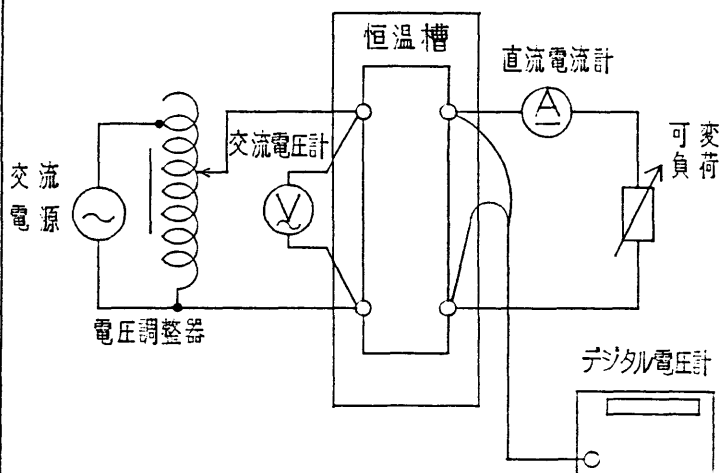 恒温槽
直流電流計
A
交流電圧計
V
可変
負荷
交流
電源
電圧調整器
デジタル電圧計